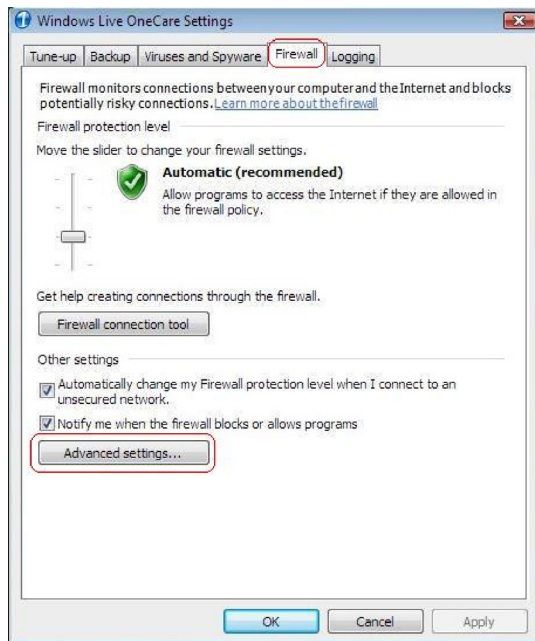 Windows Live OneCare Settings
Tune-up Backup Viruses and Spyware Firewall Logging
Firewall monitors connections between your computer and the Internet and blocks
potentially risky connections. Learn more about the firewall
Firewall protection level
Move the slider to change your firewall settings.
Automatic (recommended)
Allow programs to access the Internet if they are allowed in
the firewall policy.
Get help creating connections through the firewall.
Firewall connection tool
Other settings
Automatically change my Firewall protection level when I connect to an
unsecured network.
Notify me when the firewall blocks or allows programs
Advanced settings...
OK Cancel Apply